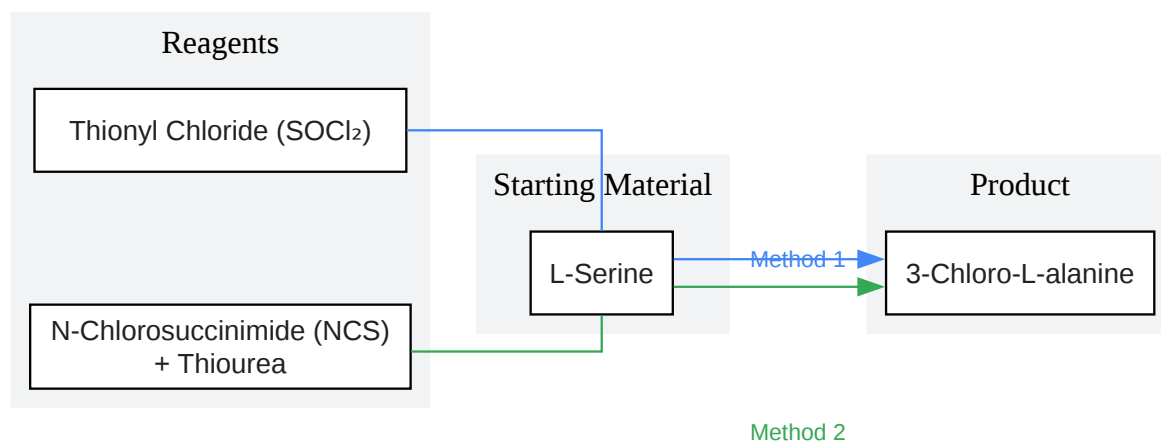 Reagents
Thionyl Chloride (SOCl₂)
Starting Material
Product
Method 1
L-Serine
3-Chloro-L-alanine
N-Chlorosuccinimide (NCS)
+ Thiourea
Method 2